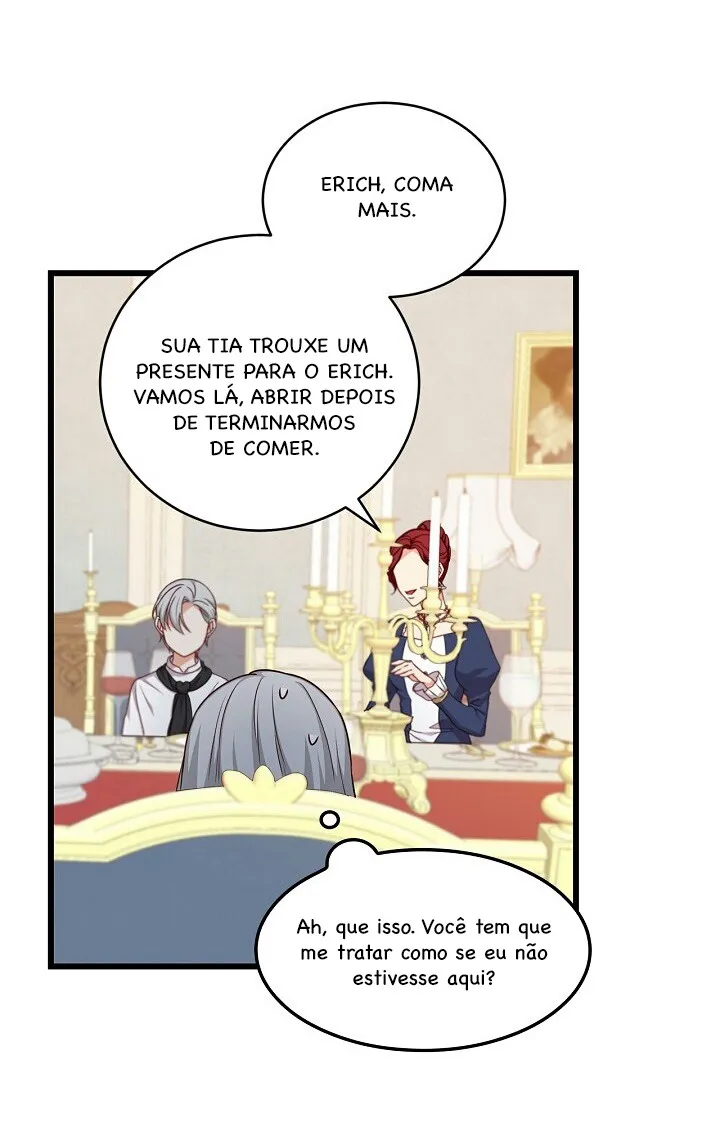 ERICH, COMA
MAIS.
SUA TIA TROUXE UM
PRESENTE PARA O ERICH.
VAMOS LÁ, ABRIR DEPOIS
DE TERMINARMOS
DE COMER.
Ah, que isso. Você tem que
me tratar como se eu não
estivesse aqui?